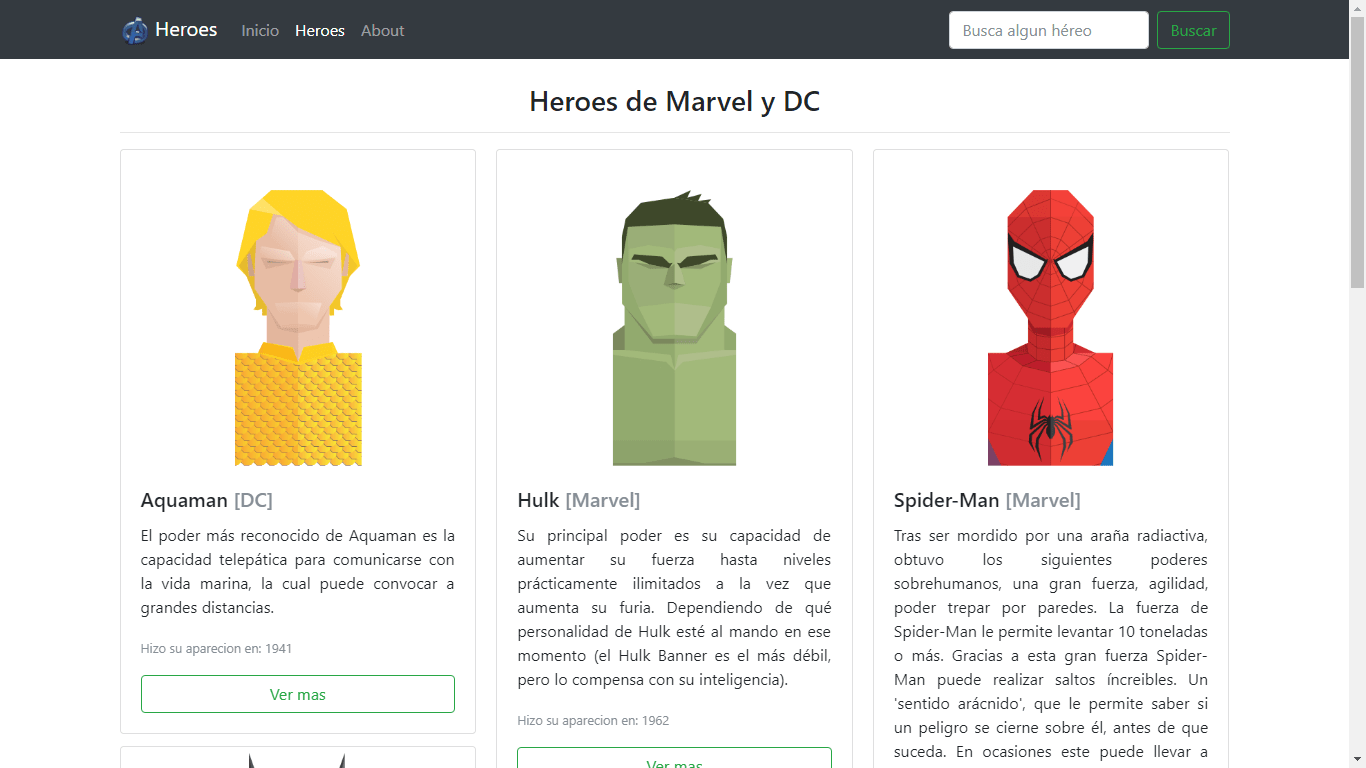 Heroes Inicio Heroes About Busca algun héreo Buscar
Heroes de Marvel y DC
Aquaman [DC]
El poder más reconocido de Aquaman es la
capacidad telepática para comunicarse con
la vida marina, la cual puede convocar a
grandes distancias.
Hizo su aparecion en: 1941
Ver mas
Hulk [Marvel]
Su principal poder es su capacidad de
aumentar su fuerza hasta niveles
prácticamente ilimitados a la vez que
aumenta su furia. Dependiendo de qué
personalidad de Hulk esté al mando en ese
momento (el Hulk Banner es el más débil,
pero lo compensa con su inteligencia).
Hizo su aparecion en: 1962
Ver mas
Spider-Man [Marvel]
Tras ser mordido por una araña radiactiva,
obtuvo los siguientes poderes
sobrehumanos, una gran fuerza, agilidad,
poder trepar por paredes. La fuerza de
Spider-Man le permite levantar 10 toneladas
o más. Gracias a esta gran fuerza Spider-
Man puede realizar saltos íncreibles. Un
'sentido arácnido', que le permite saber si
un peligro se cierne sobre él, antes de que
suceda. En ocasiones este puede llevar a